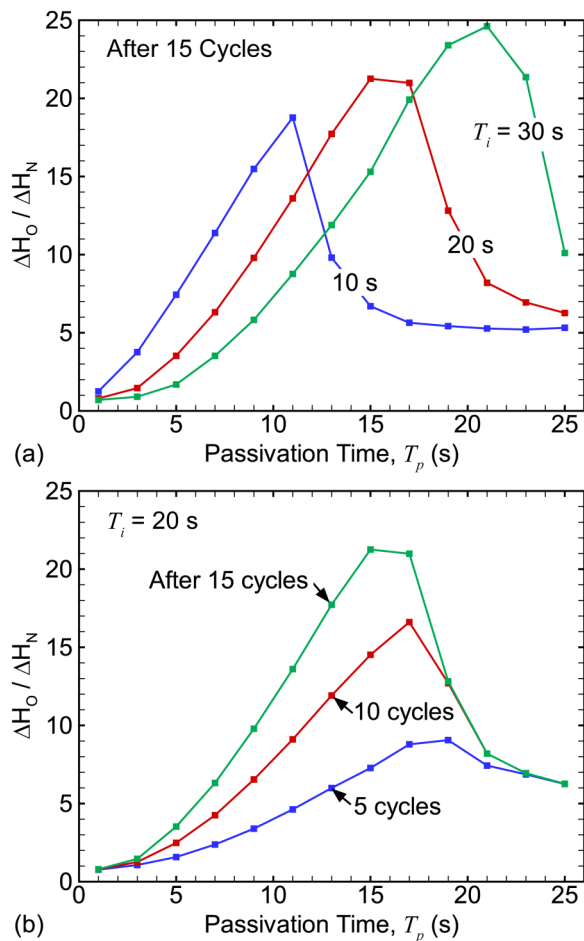 After 15 Cycles
T_i = 30 s
20 s
10 s
ΔH_O / ΔH_N
25
20
15
10
5
0
0 5 10 15 20 25
(a) Passivation Time, T_p (s)
T_i = 20 s
After 15 cycles
10 cycles
5 cycles
ΔH_O / ΔH_N
25
20
15
10
5
0
0 5 10 15 20 25
(b) Passivation Time, T_p (s)